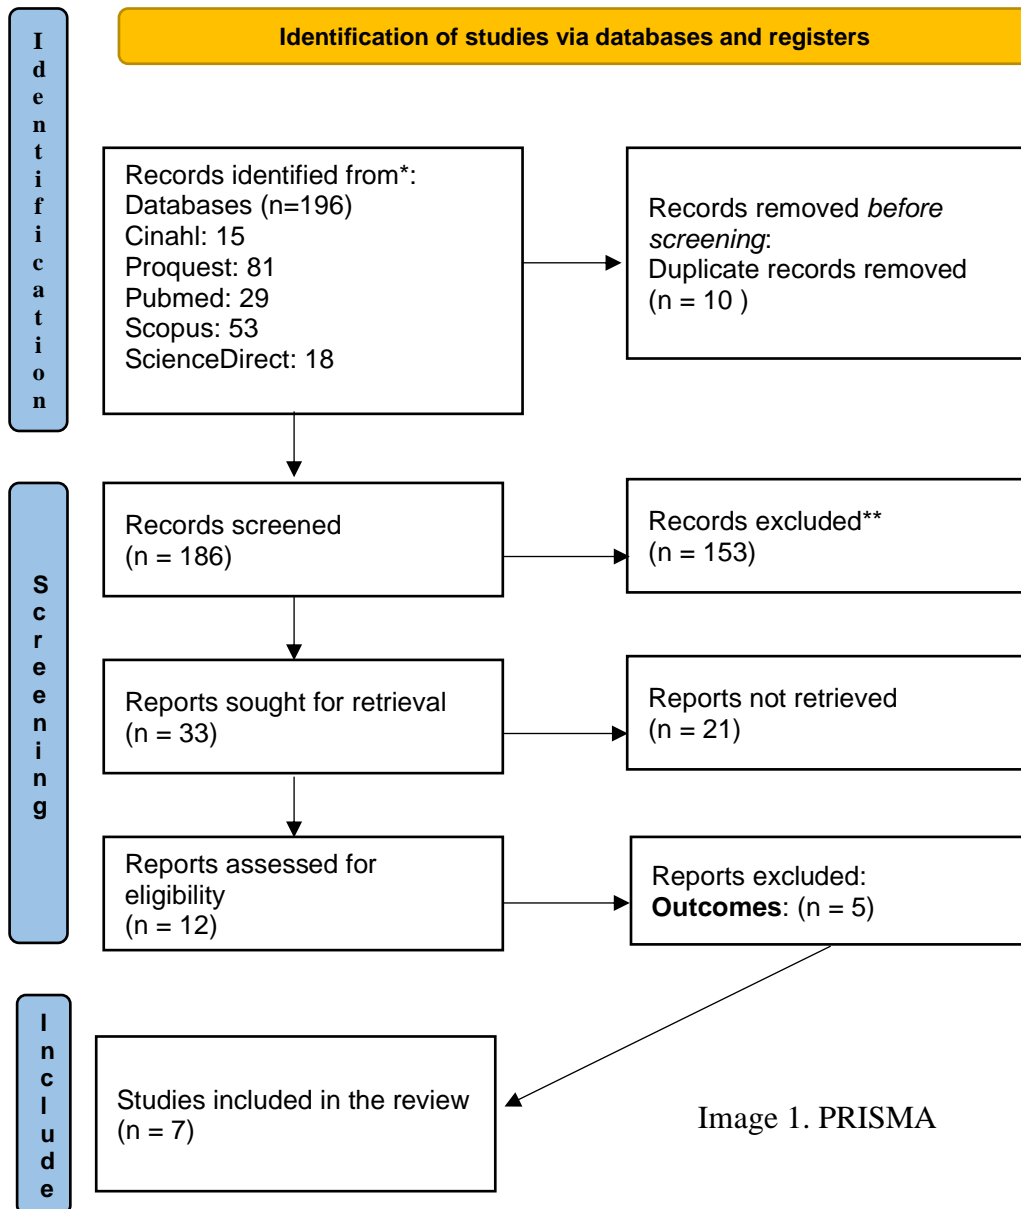 Identification
Identification of studies via databases and registers
Records identified from*:
Databases (n=196)
Cinahl: 15
Proquest: 81
Pubmed: 29
Scopus: 53
ScienceDirect: 18
Records removed before
screening:
Duplicate records removed
(n = 10 )
Screening
Records screened
(n = 186)
Records excluded**
(n = 153)
Reports sought for retrieval
(n = 33)
Reports not retrieved
(n = 21)
Reports assessed for
eligibility
(n = 12)
Reports excluded:
Outcomes: (n = 5)
Include
Studies included in the review
(n = 7)
Image 1. PRISMA